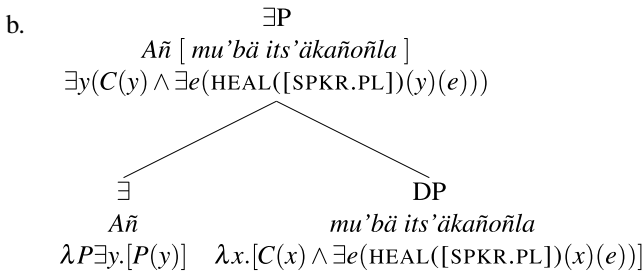 b.
∃P
Añ [ mu'bä its'äkañoñla ]
∃y(C(y) ∧ ∃e(HEAL([SPKR.PL])(y)(e)))
∃ DP
Añ mu'bä its'äkañoñla
λP∃y.[P(y)] λx.[C(x) ∧ ∃e(HEAL([SPKR.PL])(x)(e))]